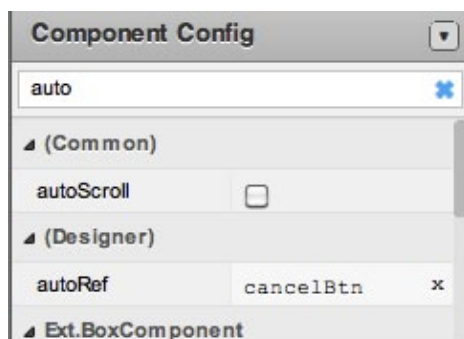 Component Config
auto
(Common)
autoScroll
(Designer)
autoRef cancelBtn x
Ext.BoxComponent